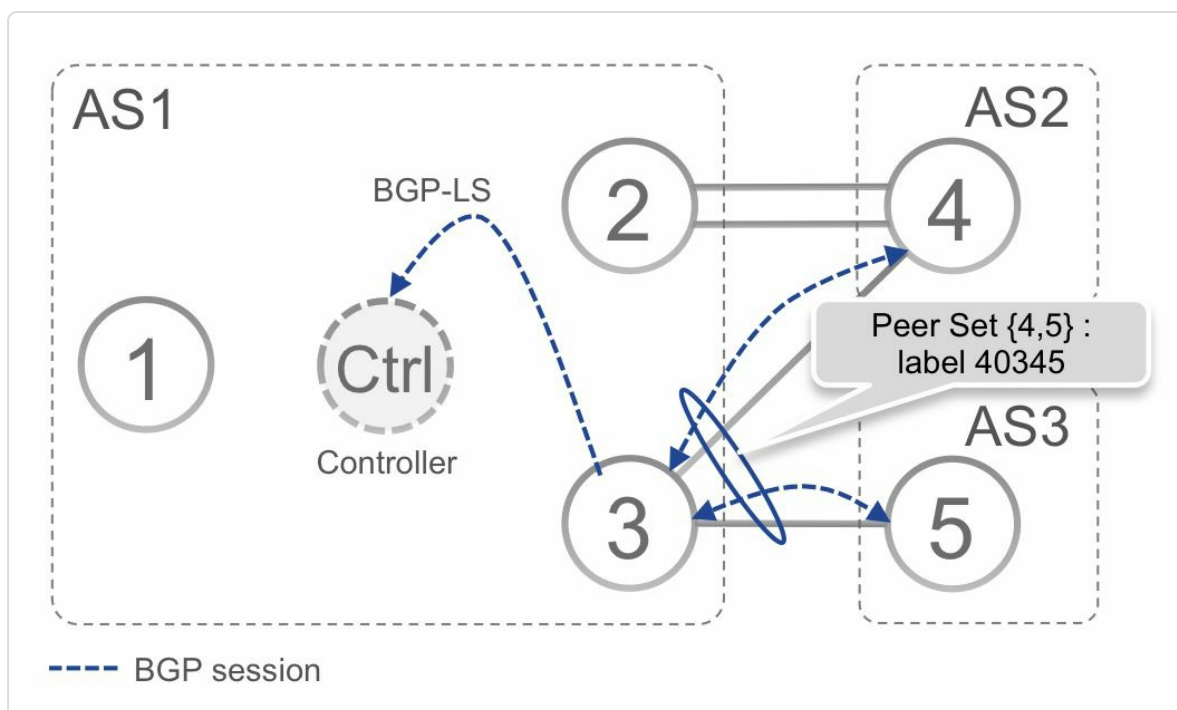 AS1
AS2
BGP-LS
2
4
Peer Set {4,5} :
label 40345
1
Ctrl
Controller
AS3
3
5
BGP session